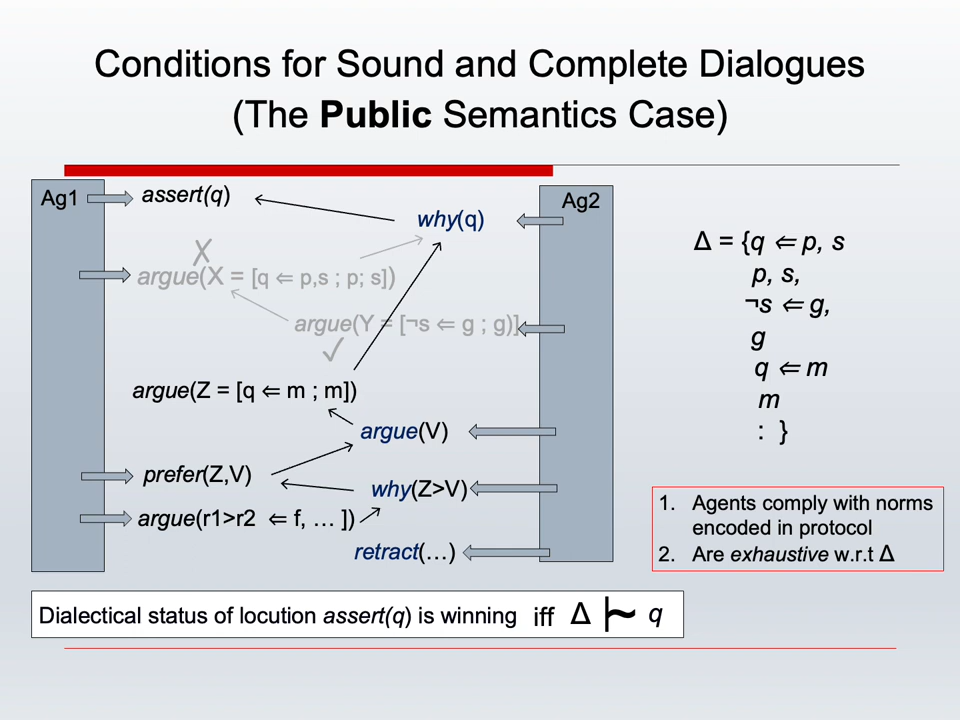 Conditions for Sound and Complete Dialogues
(The Public Semantics Case)
Ag1
assert(q)
Ag2
why(q)
X
argue(X = [q ⇐ p,s ; p; s])
argue(Y = [¬s ⇐ g ; g)]
✓
argue(Z = [q ⇐ m ; m])
argue(V)
prefer(Z,V)
why(Z>V)
argue(r1>r2 ⇐ f, … ])
retract(…)
Δ = {q ⇐ p, s
p, s,
¬s ⇐ g,
g
q ⇐ m
m
: }
1. Agents comply with norms
encoded in protocol
2. Are exhaustive w.r.t Δ
Dialectical status of locution assert(q) is winning iff Δ |~ q